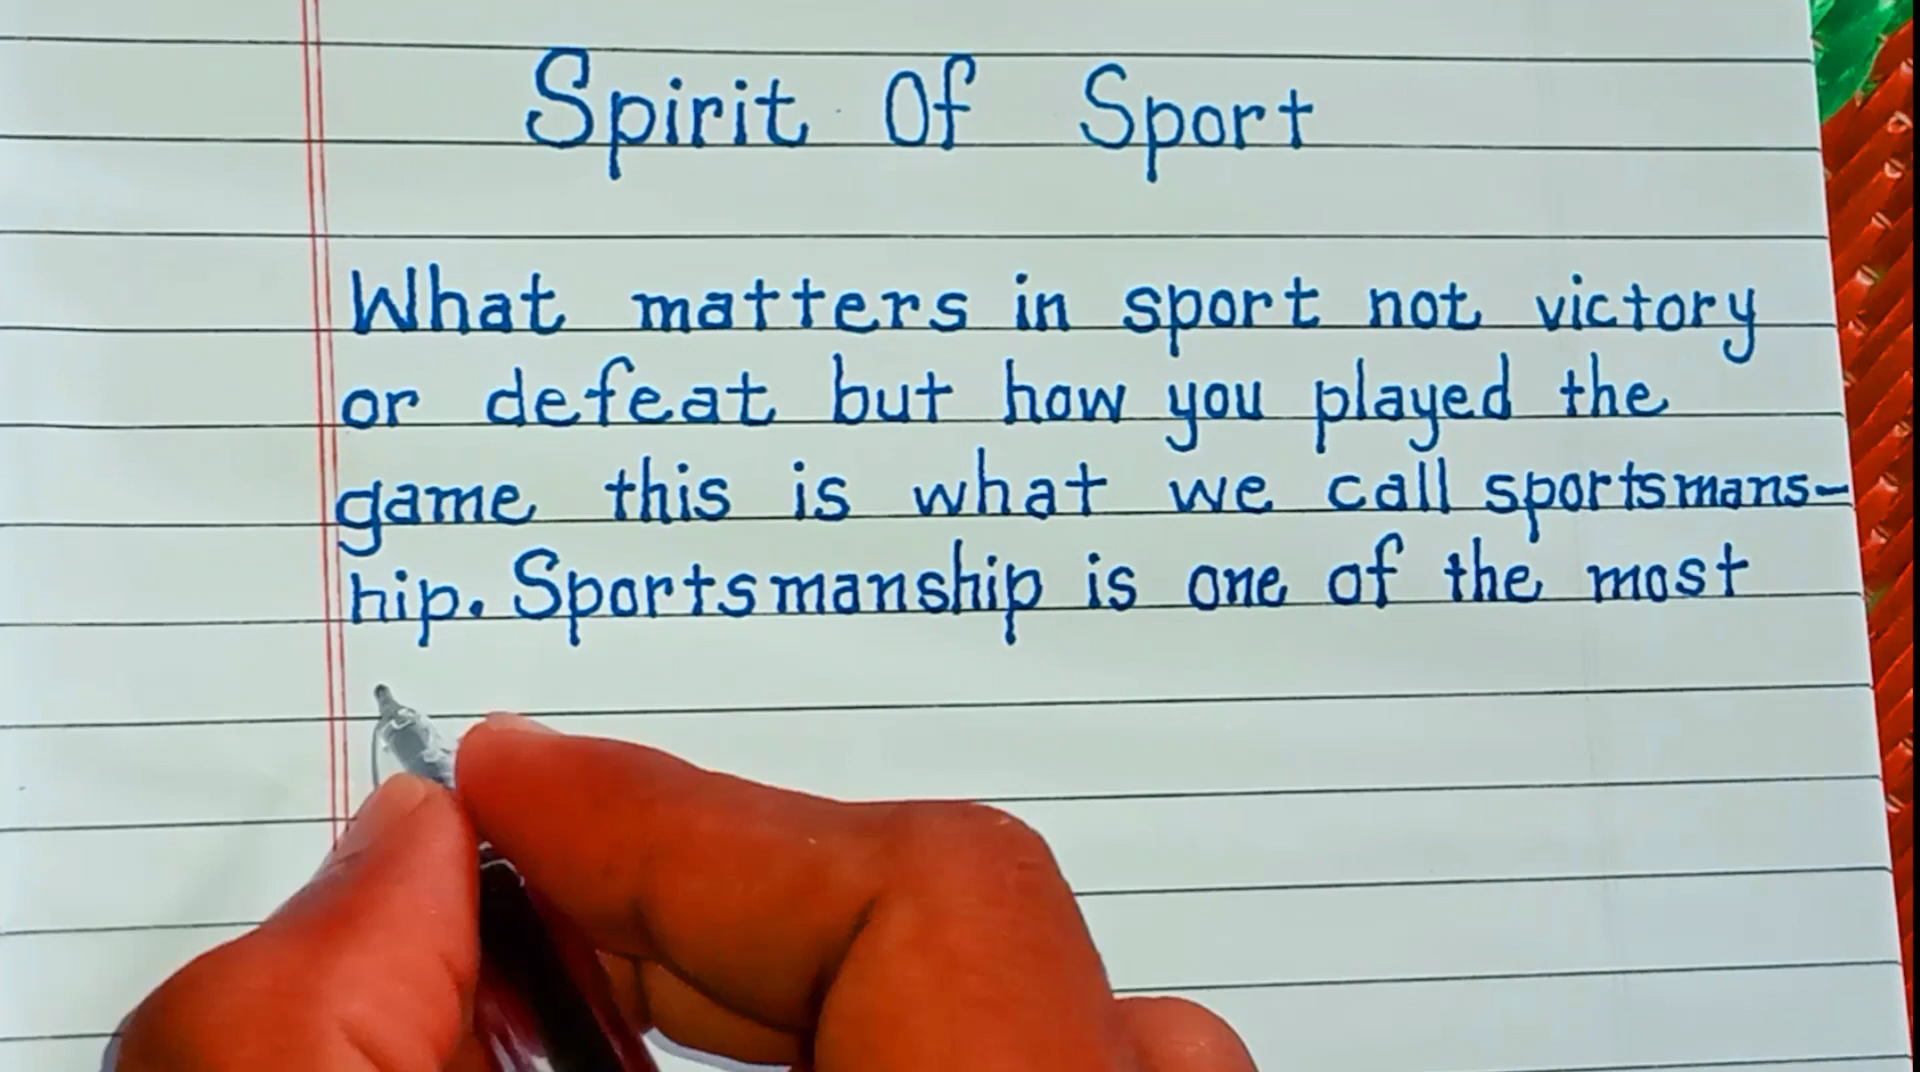 Spirit Of Sport
What matters in sport not victory
or defeat but how you played the
game this is what we call sportsmans-
hip. Sportsmanship is one of the most